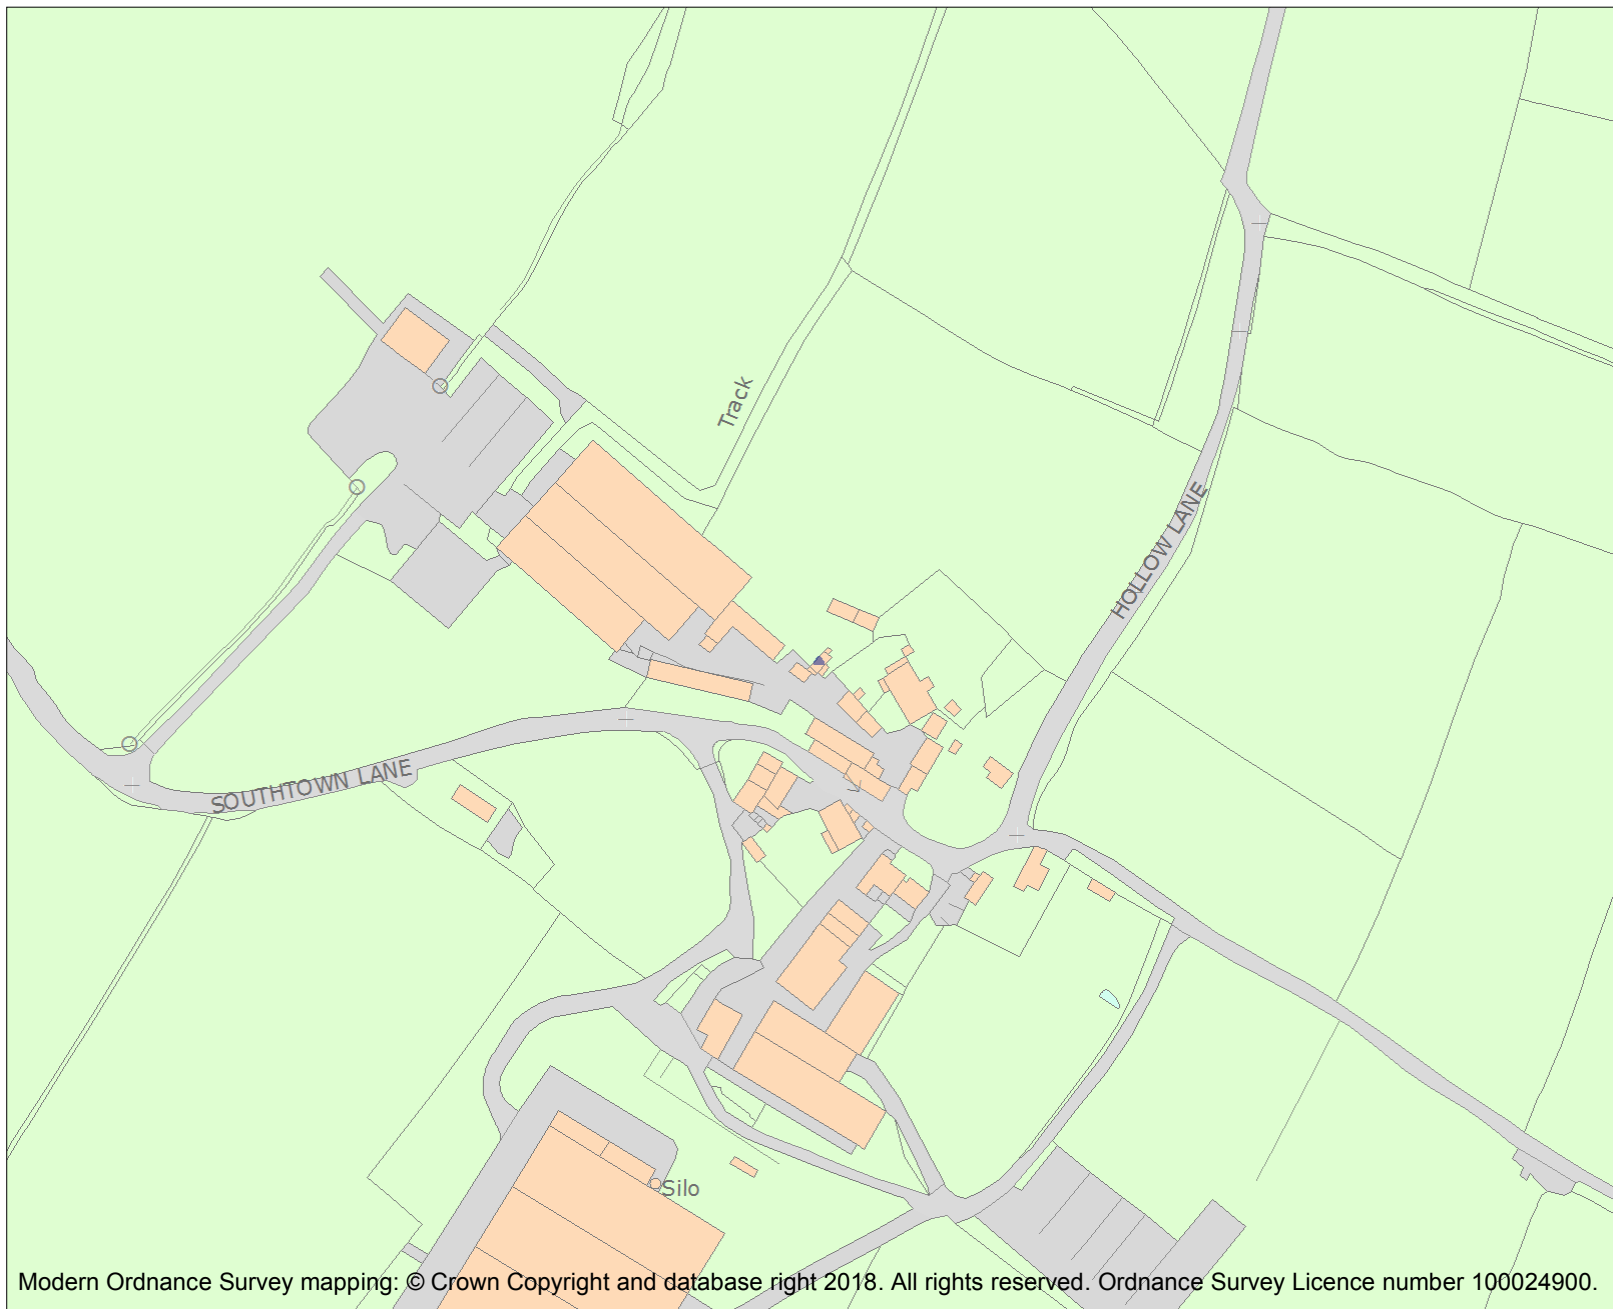 Track
HOLLOW LANE
SOUTHTOWN LANE
Silo
Modern Ordnance Survey mapping: © Crown Copyright and database right 2018. All rights reserved. Ordnance Survey Licence number 100024900.